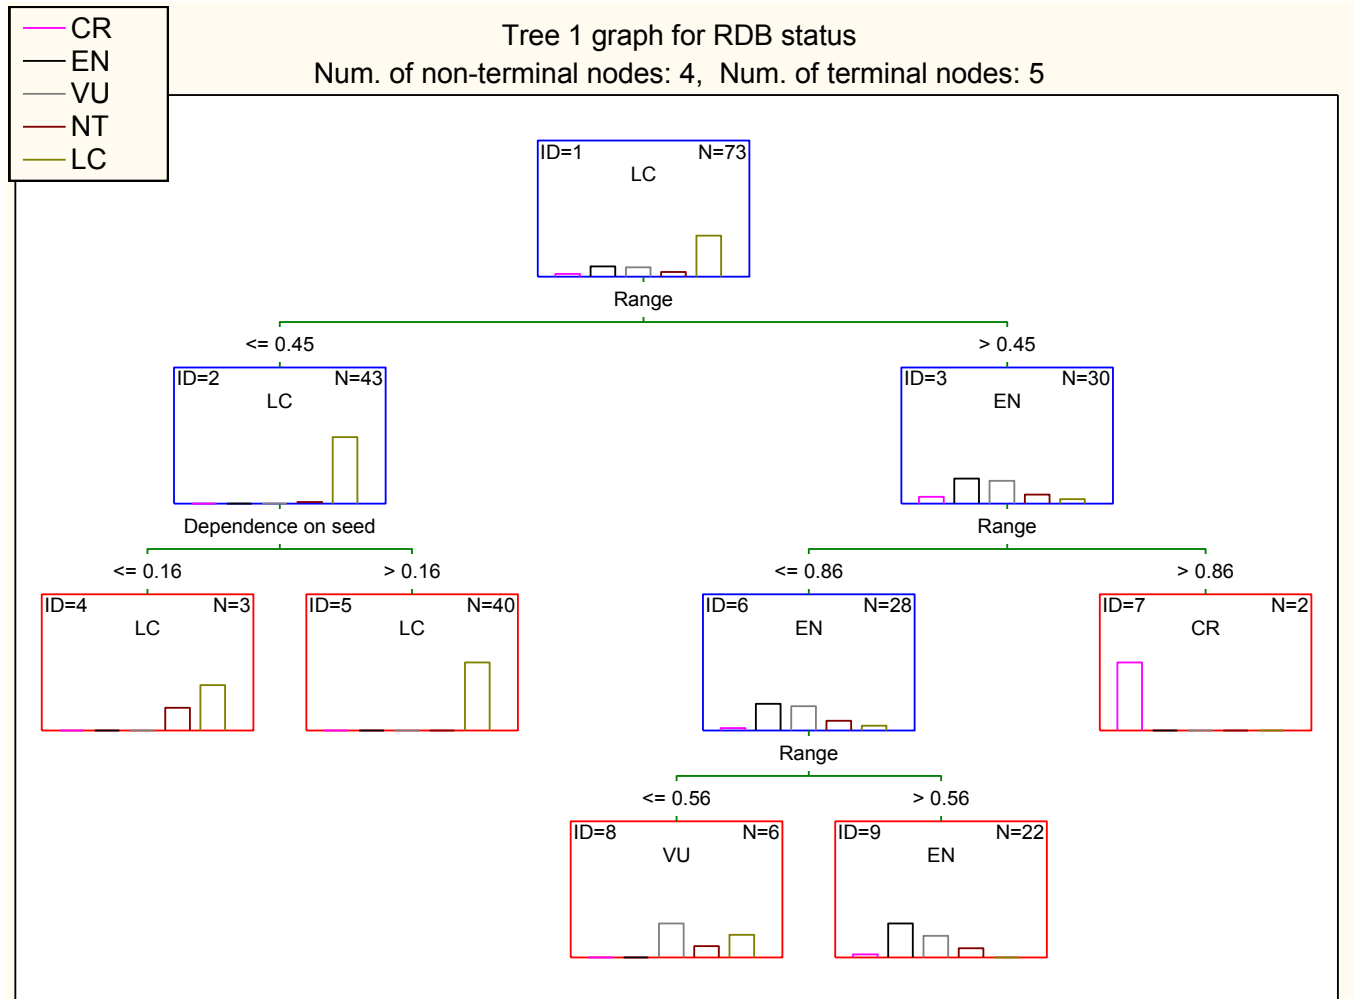 CR
EN
VU
NT
LC
Tree 1 graph for RDB status
Num. of non-terminal nodes: 4,  Num. of terminal nodes: 5
ID=1 N=73
LC
Range
<= 0.45 > 0.45
ID=2 N=43 ID=3 N=30
LC EN
Dependence on seed Range
<= 0.16 > 0.16 <= 0.86 > 0.86
ID=4 N=3 ID=5 N=40 ID=6 N=28 ID=7 N=2
LC LC EN CR
Range
<= 0.56 > 0.56
ID=8 N=6 ID=9 N=22
VU EN